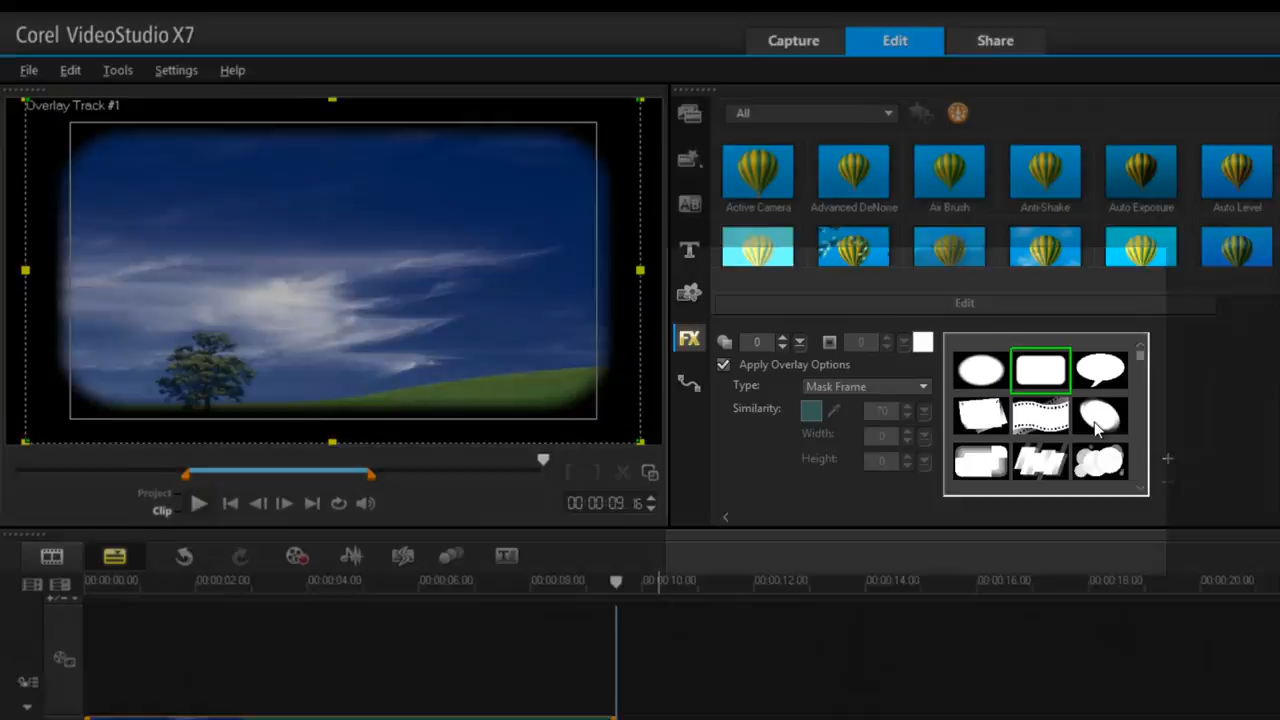 Corel VideoStudio X7
Capture
Edit
Share
File
Edit
Tools
Settings
Help
Overlay Track #1
All
Active Camera
Advanced DeNoise
Air Brush
Anti-Shake
Auto Exposure
Auto Level
Edit
FX
0
0
Apply Overlay Options
Type:
Mask Frame
Similarity:
70
Width:
0
Height:
0
Project
Clip
00:00:09. 16
00:00:00.00
00:00:02.00
00:00:04.00
00:00:06.00
00:00:08.00
00:00:10.00
00:00:12.00
00:00:14.00
00:00:16.00
00:00:18.00
00:00:20.00